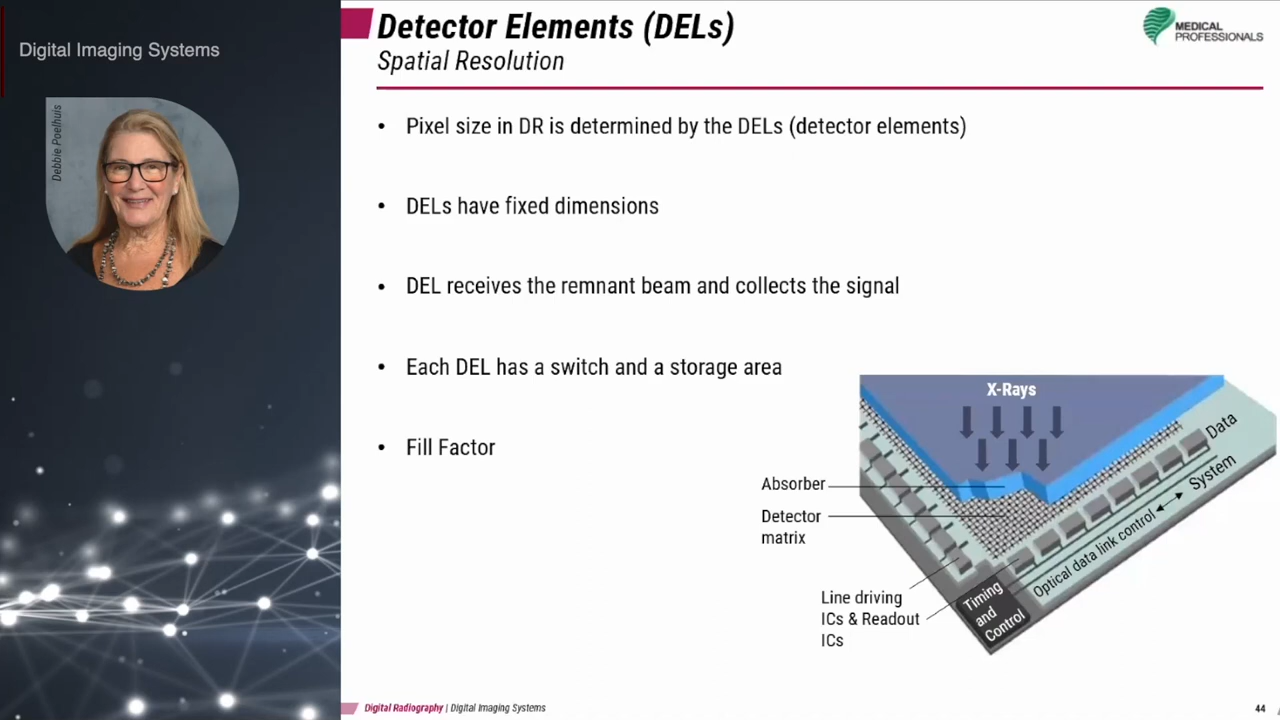 Digital Imaging Systems
Debbie Poelhuis
Detector Elements (DELs)
Spatial Resolution
MEDICAL
PROFESSIONALS
• Pixel size in DR is determined by the DELs (detector elements)
• DELs have fixed dimensions
• DEL receives the remnant beam and collects the signal
• Each DEL has a switch and a storage area
• Fill Factor
X-Rays
Absorber
Detector
matrix
Line driving
ICs & Readout
ICs
Timing
and
Control
Optical data link control
Data
System
Digital Radiography | Digital Imaging Systems
44